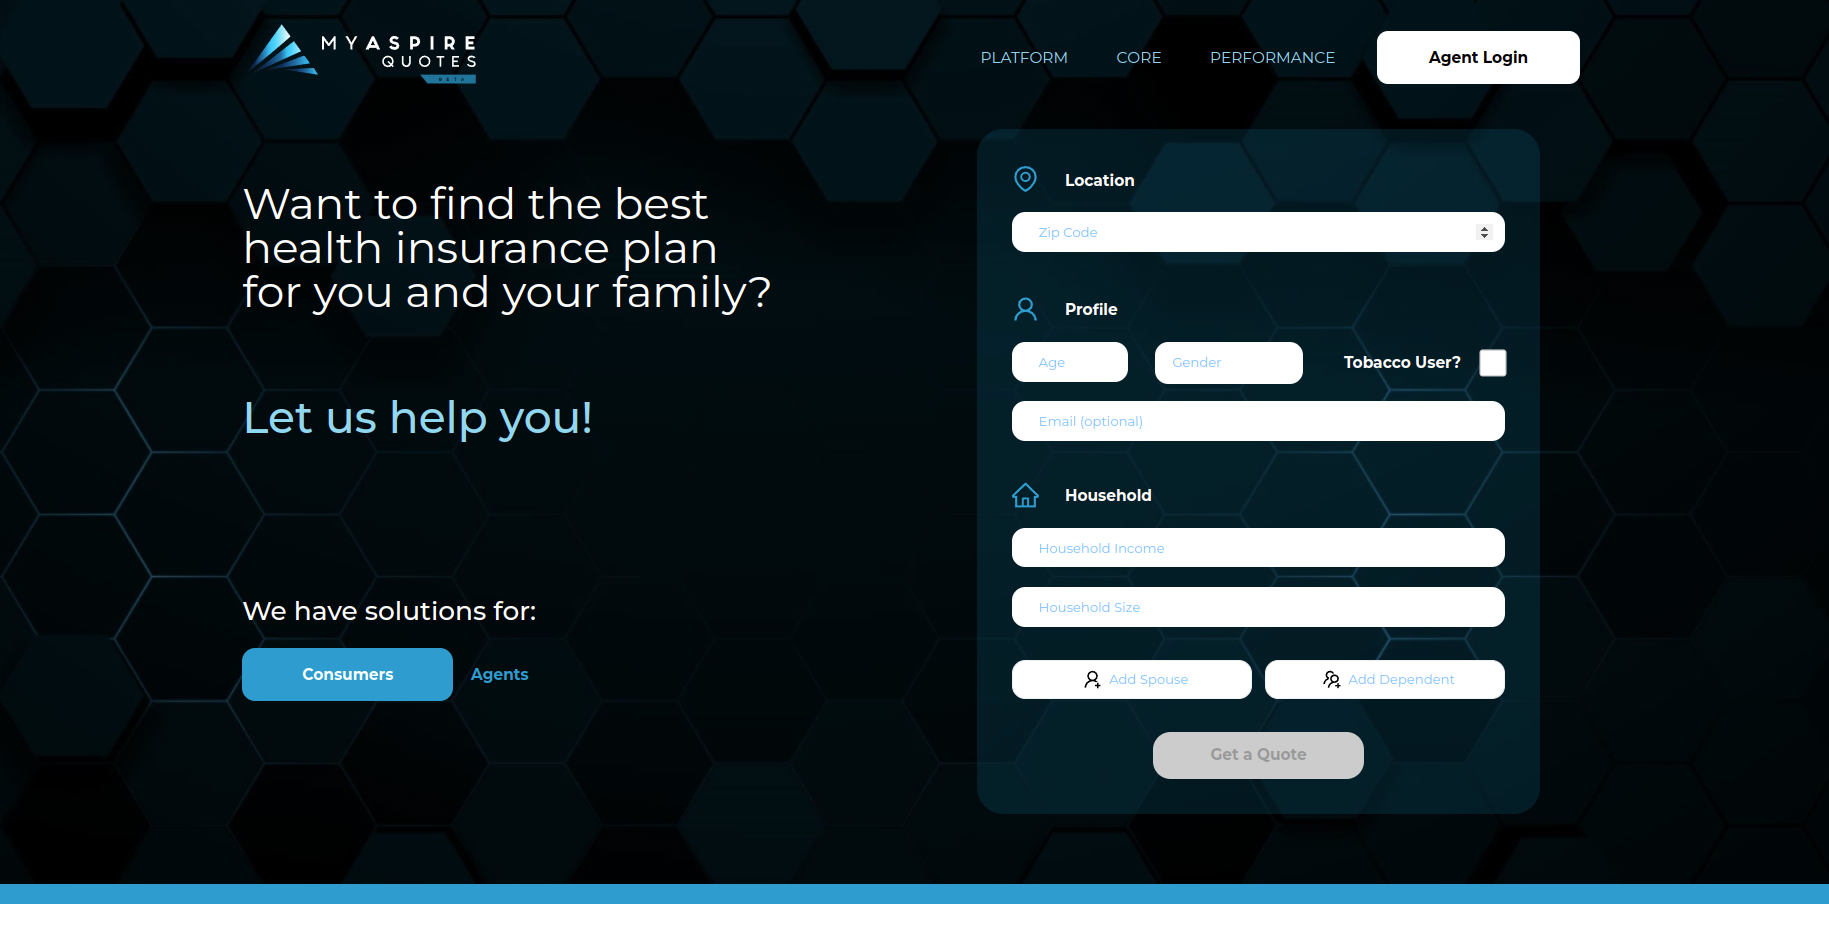 MYASPIRE
QUOTES
BETA
PLATFORM
CORE
PERFORMANCE
Agent Login
Want to find the best
health insurance plan
for you and your family?
Let us help you!
We have solutions for:
Consumers
Agents
Location
Zip Code
Profile
Age
Gender
Tobacco User?
Email (optional)
Household
Household Income
Household Size
Add Spouse
Add Dependent
Get a Quote